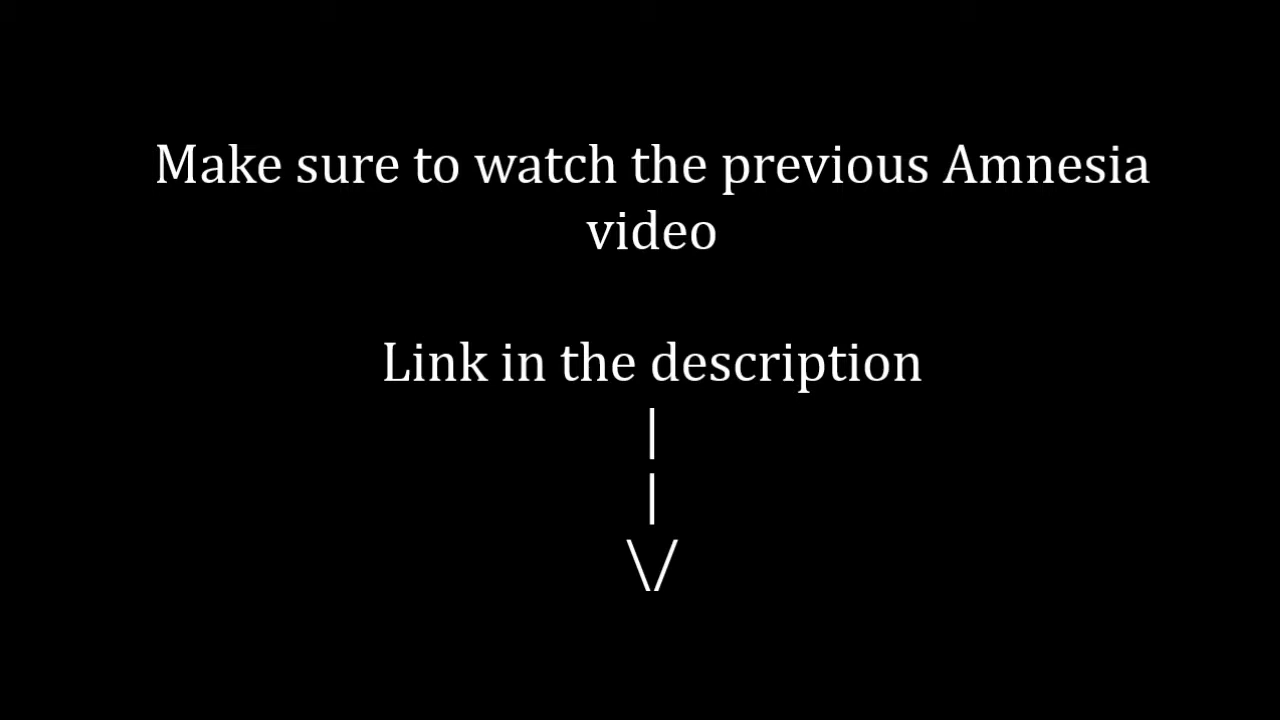 Make sure to watch the previous Amnesia
video
Link in the description
|
|
\/